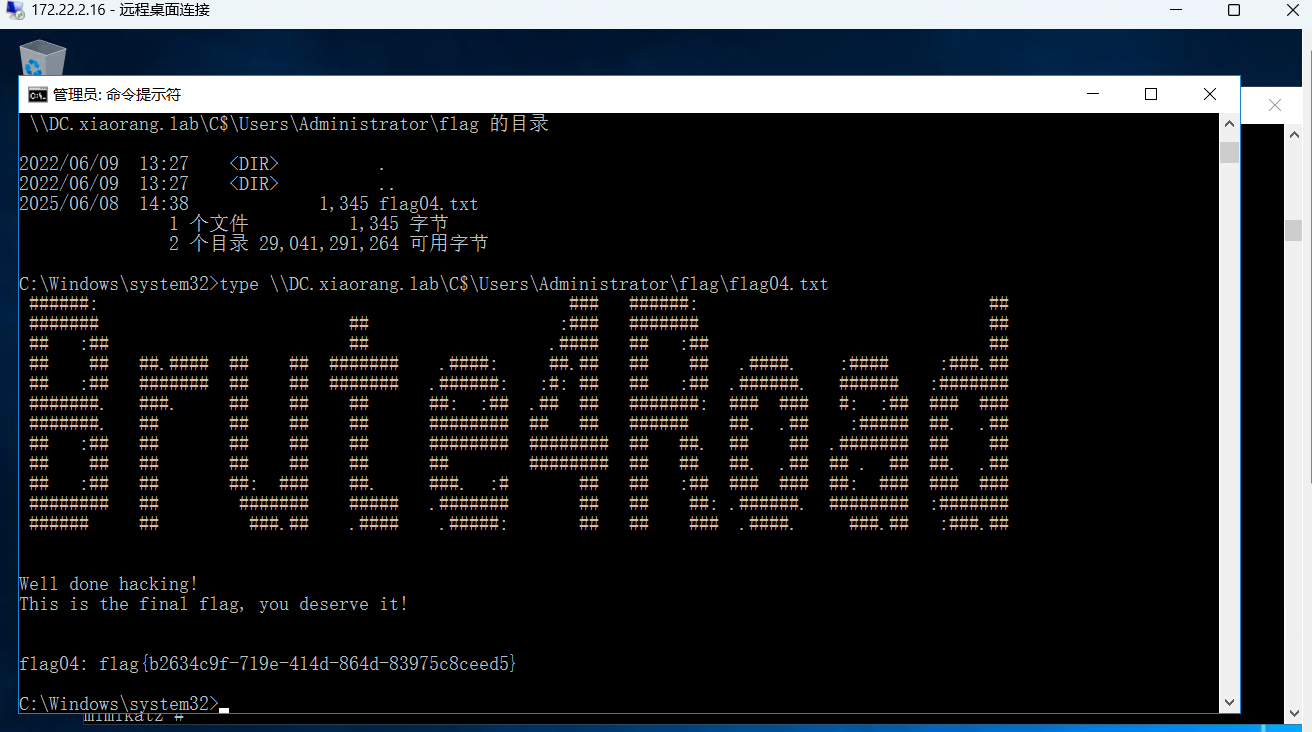 172.22.2.16 - 远程桌面连接
管理员: 命令提示符
\\DC.xiaorang.lab\C$\Users\Administrator\flag 的目录
2022/06/09  13:27    <DIR>          .
2022/06/09  13:27    <DIR>          ..
2025/06/08  14:38             1,345 flag04.txt
1 个文件          1,345 字节
2 个目录 29,041,291,264 可用字节
C:\Windows\system32>type \\DC.xiaorang.lab\C$\Users\Administrator\flag\flag04.txt
Brute4Road
Well done hacking!
This is the final flag, you deserve it!
flag04: flag{b2634c9f-719e-414d-864d-83975c8ceed5}
C:\Windows\system32>
mimikatz #